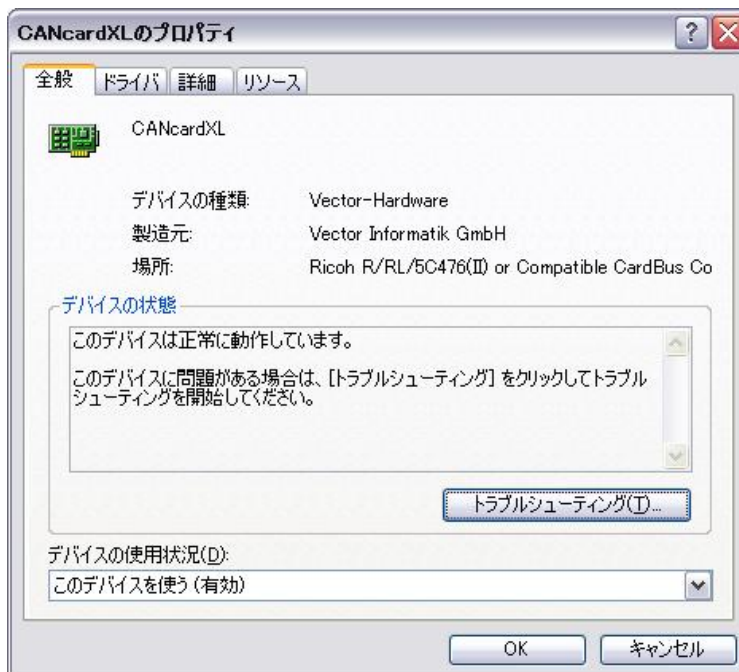 CANcardXLのプロパティ
全般 ドライバ 詳細 リソース
CANcardXL
デバイスの種類: Vector-Hardware
製造元: Vector Informatik GmbH
場所: Ricoh R/RL/5C476(II) or Compatible CardBus Co
デバイスの状態
このデバイスは正常に動作しています。
このデバイスに問題がある場合は、[トラブルシューティング] をクリックしてトラブル
シューティングを開始してください。
トラブルシューティング(T)...
デバイスの使用状況(D):
このデバイスを使う (有効)
OK キャンセル